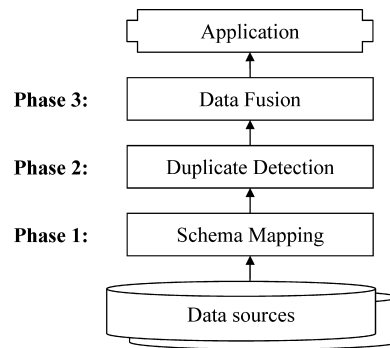 Application
Phase 3: Data Fusion
Phase 2: Duplicate Detection
Phase 1: Schema Mapping
Data sources